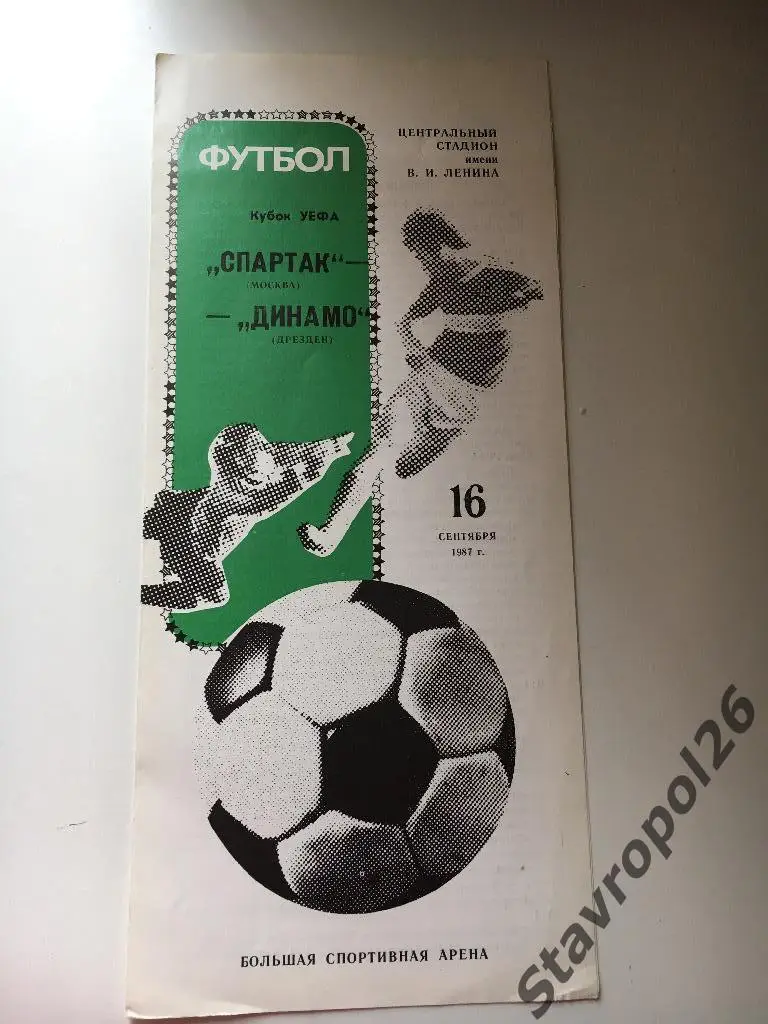 ФУТБОЛ
Кубок УЕФА
„СПАРТАК“—
(МОСКВА)
— „ДИНАМО“
(ДРЕЗДЕН)
ЦЕНТРАЛЬНЫЙ
СТАДИОН
имени
В. И. ЛЕНИНА
16
СЕНТЯБРЯ
1987 г.
БОЛЬШАЯ СПОРТИВНАЯ АРЕНА
Stavropol26